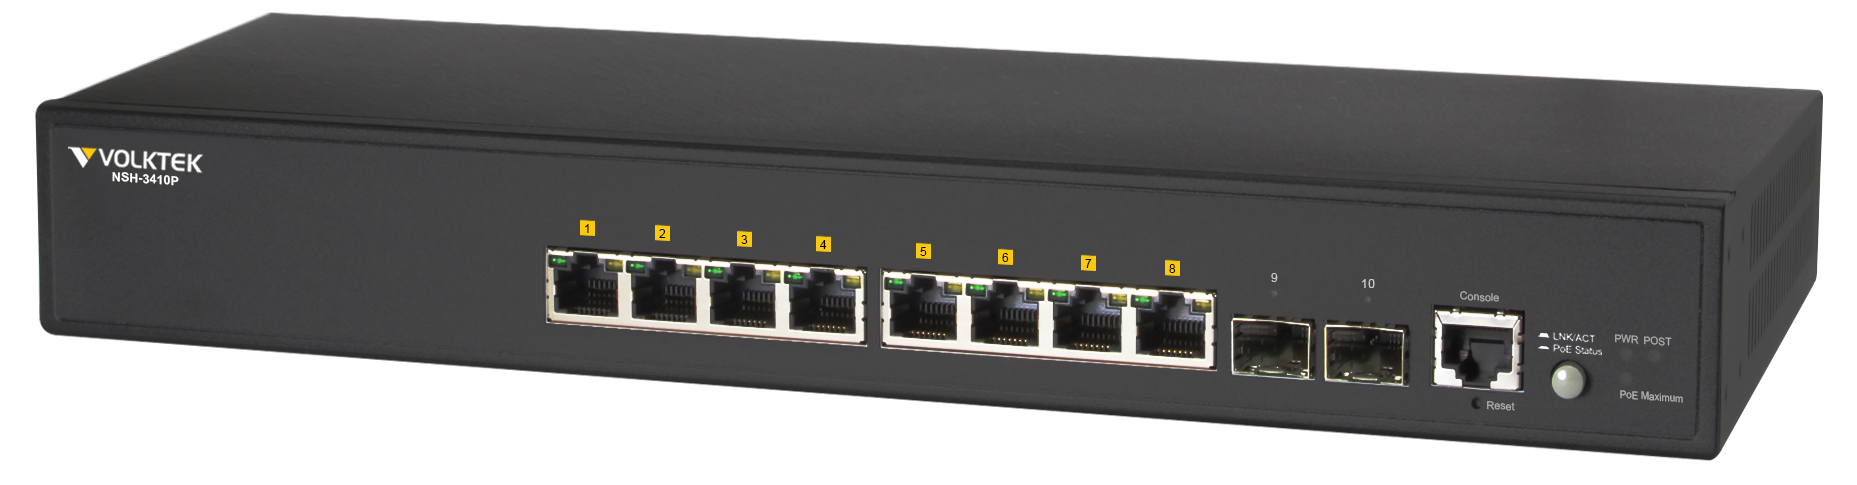 VOLKTEK
NSH-3410P
1 2 3 4 5 6 7 8 9 10
Console
LNK/ACT
PoE Status
PWR POST
PoE Maximum
Reset